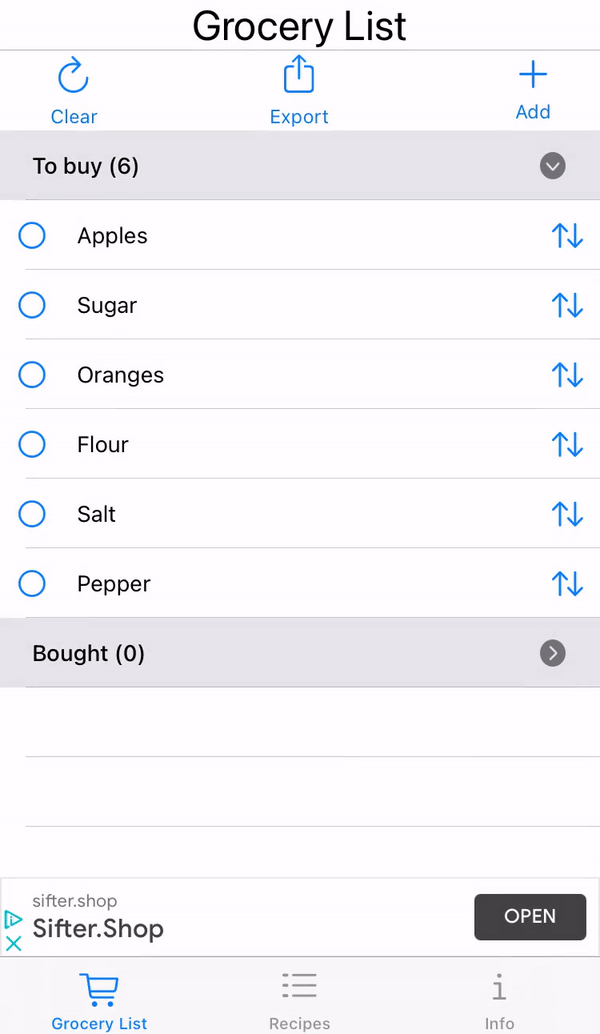 Grocery List
Clear
Export
Add
To buy (6)
Apples
Sugar
Oranges
Flour
Salt
Pepper
Bought (0)
sifter.shop
Sifter.Shop
OPEN
Grocery List
Recipes
Info